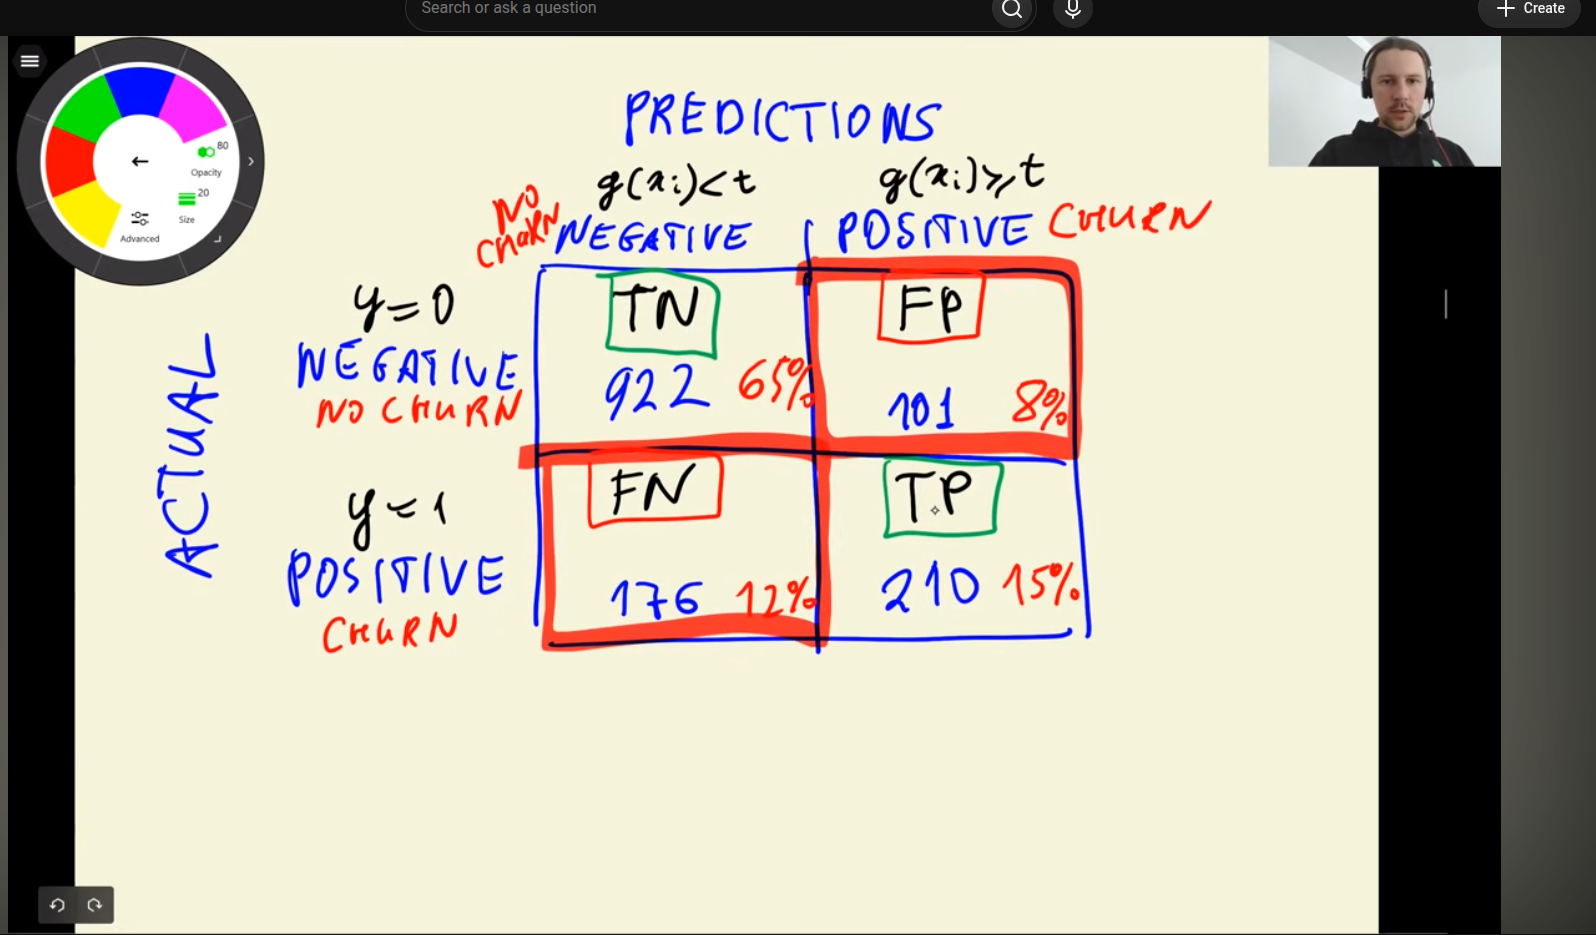 Search or ask a question
Create
80
Opacity
20
Size
Advanced
PREDICTIONS
g(xi)<t
g(xi)⩾t
NO CHURN
NEGATIVE
POSITIVE CHURN
y=0
TN
FP
NEGATIVE
922 65%
101 8%
NO CHURN
ACTUAL
y=1
FN
TP
POSITIVE
176 12%
210 15%
CHURN